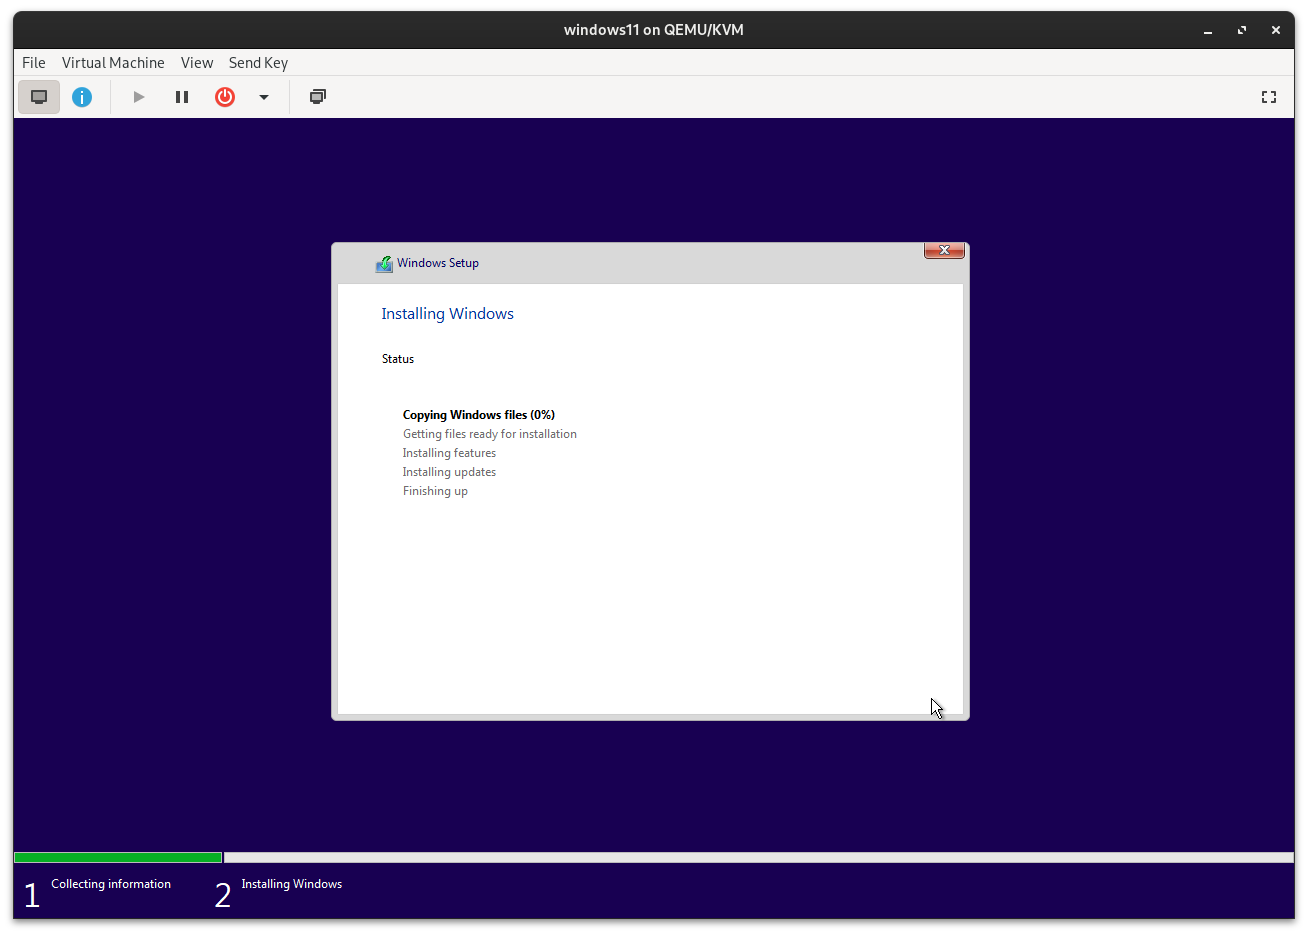 windows11 on QEMU/KVM
File Virtual Machine View Send Key
Windows Setup
Installing Windows
Status
Copying Windows files (0%)
Getting files ready for installation
Installing features
Installing updates
Finishing up
1 Collecting information 2 Installing Windows